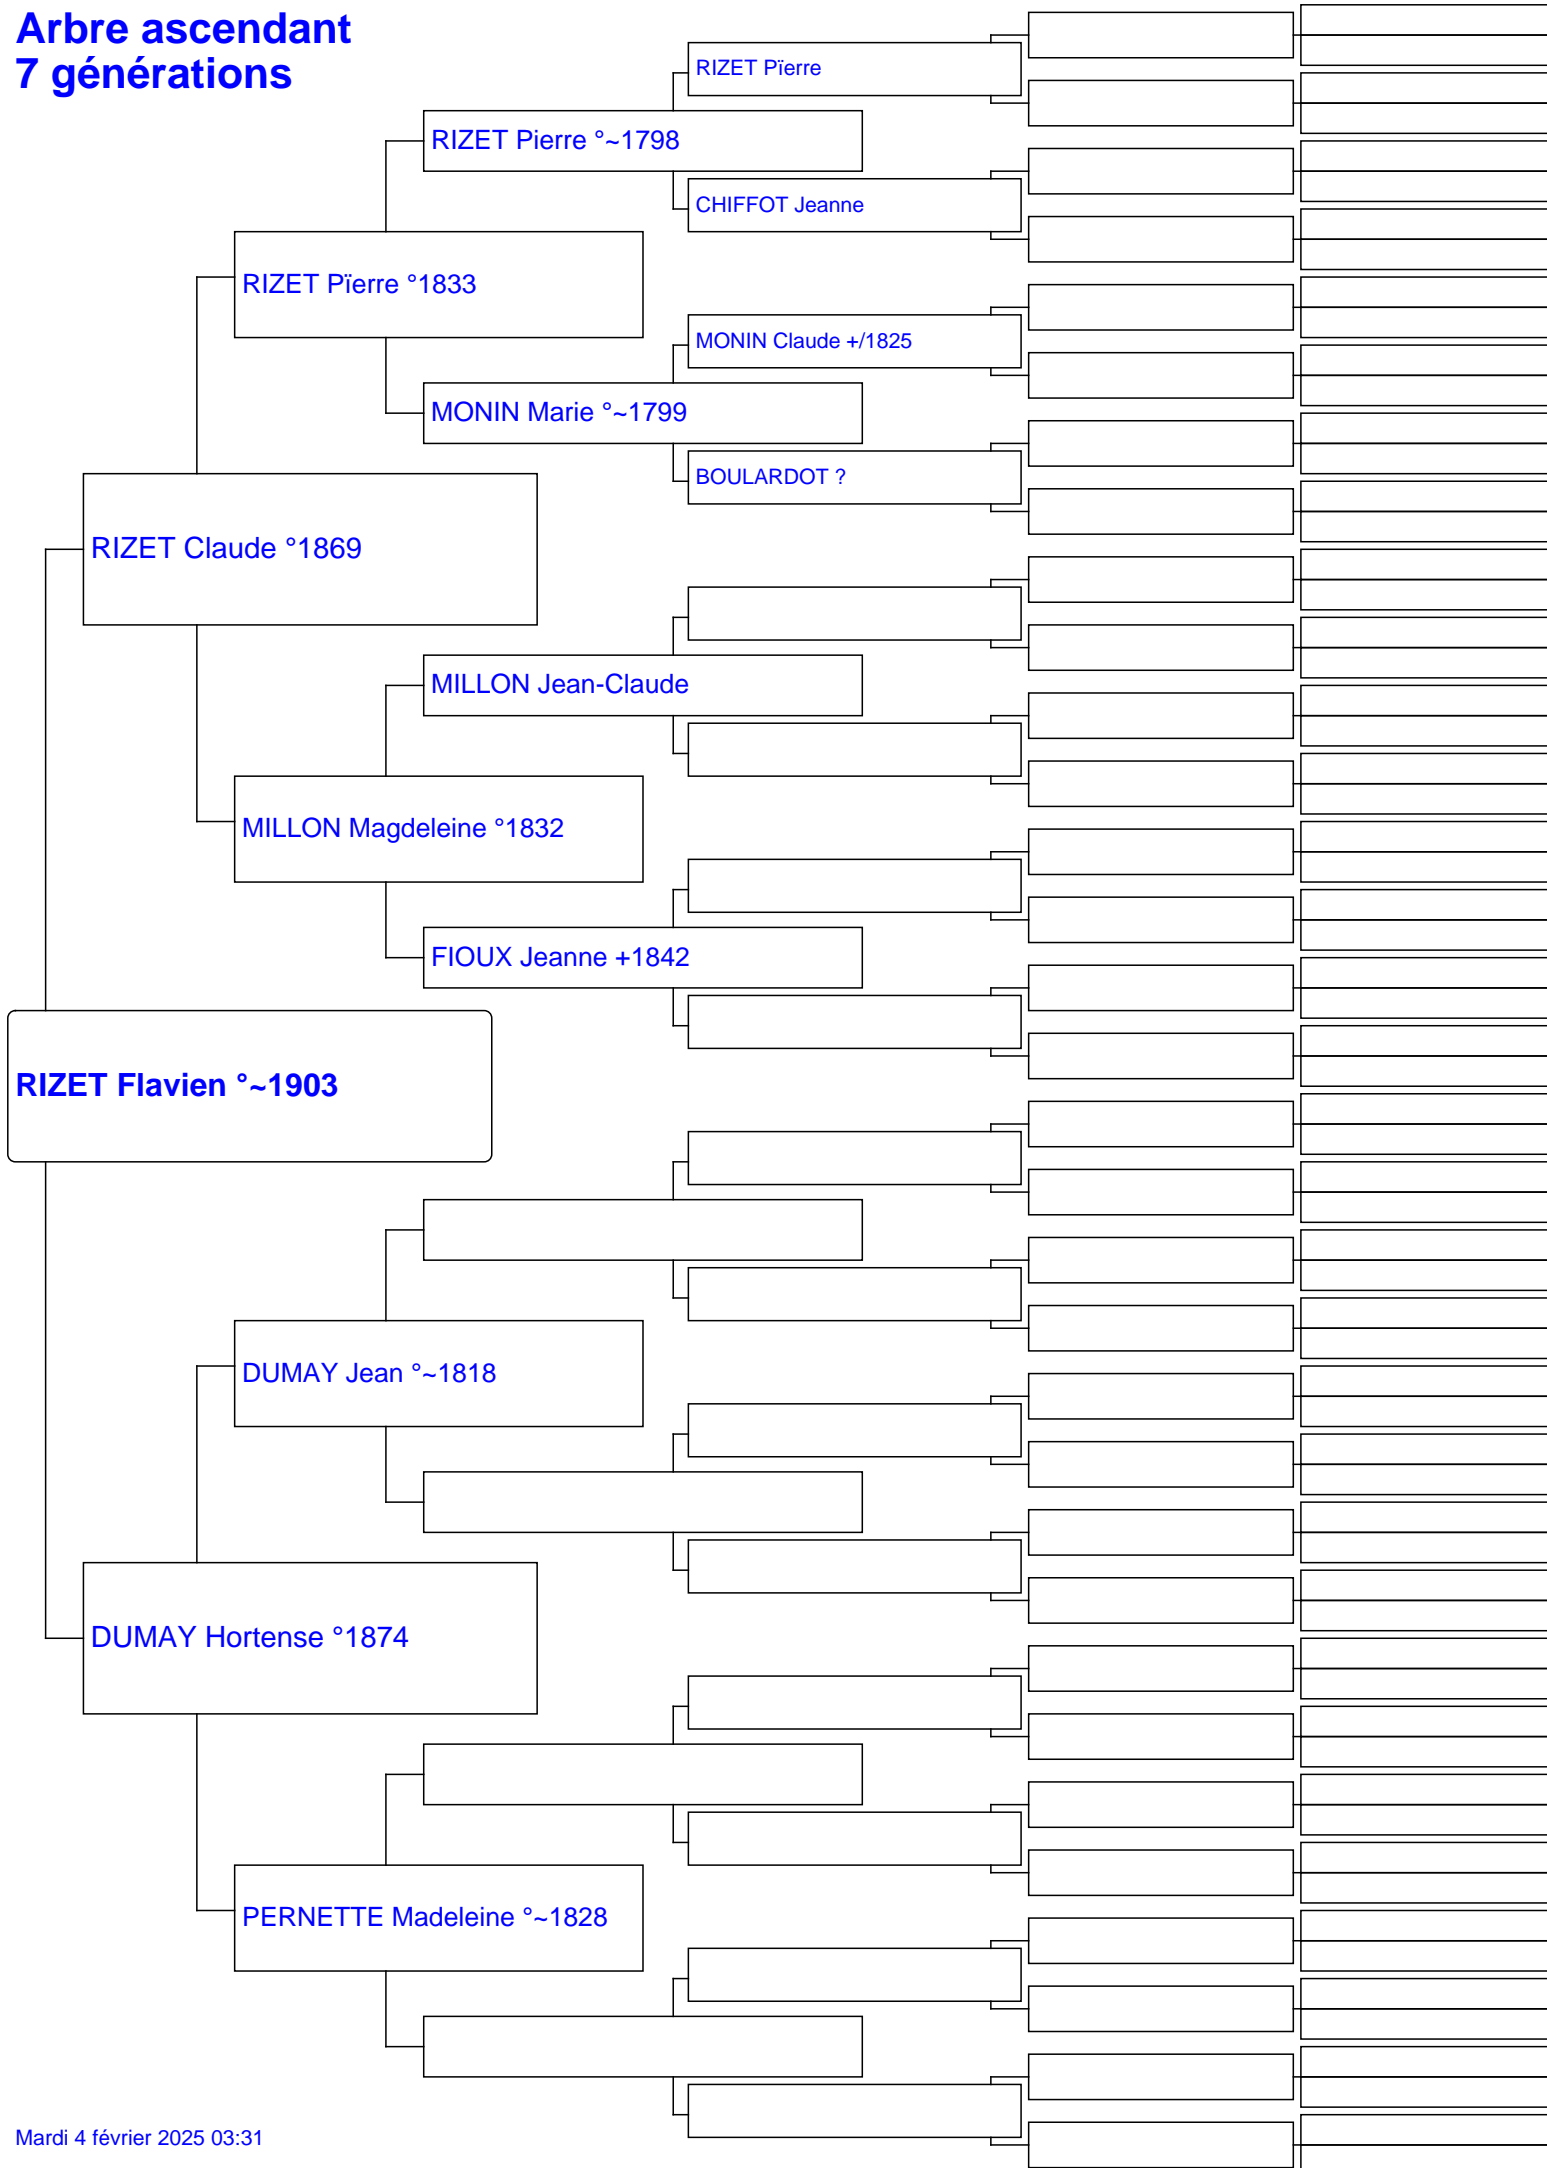 Arbre ascendant
7 générations
RIZET Pïerre
RIZET Pierre °~1798
CHIFFOT Jeanne
RIZET Pïerre °1833
MONIN Claude +/1825
MONIN Marie °~1799
BOULARDOT ?
RIZET Claude °1869
MILLON Jean-Claude
MILLON Magdeleine °1832
FIOUX Jeanne +1842
RIZET Flavien °~1903
DUMAY Jean °~1818
DUMAY Hortense °1874
PERNETTE Madeleine °~1828
Mardi 4 février 2025 03:31